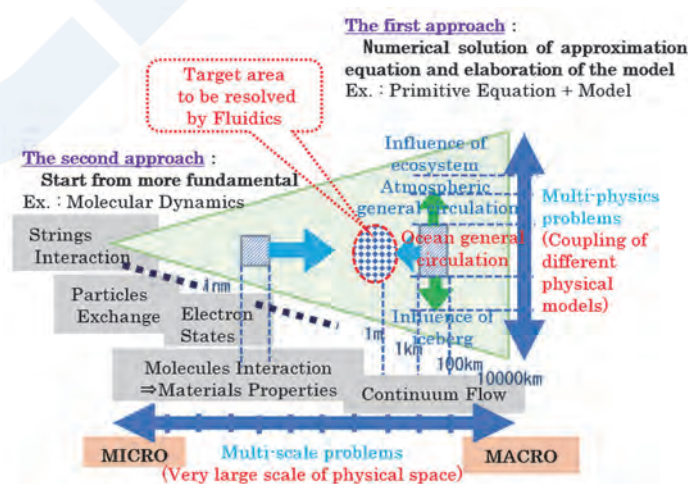 The first approach :
Numerical solution of approximation
equation and elaboration of the model
Ex. : Primitive Equation + Model
Target area
to be resolved
by Fluidics
The second approach :
Start from more fundamental
Ex. : Molecular Dynamics
Influence of
ecosystem
Atmospheric
general circulation
Ocean general
circulation
Influence of
iceberg
Multi-physics
problems
(Coupling of
different
physical
models)
Strings
Interaction
Particles
Exchange
Electron
States
Molecules Interaction
⇒Materials Properties
Continuum Flow
1nm
1m
1km
100km
10000km
MICRO
Multi-scale problems
(Very large scale of physical space)
MACRO